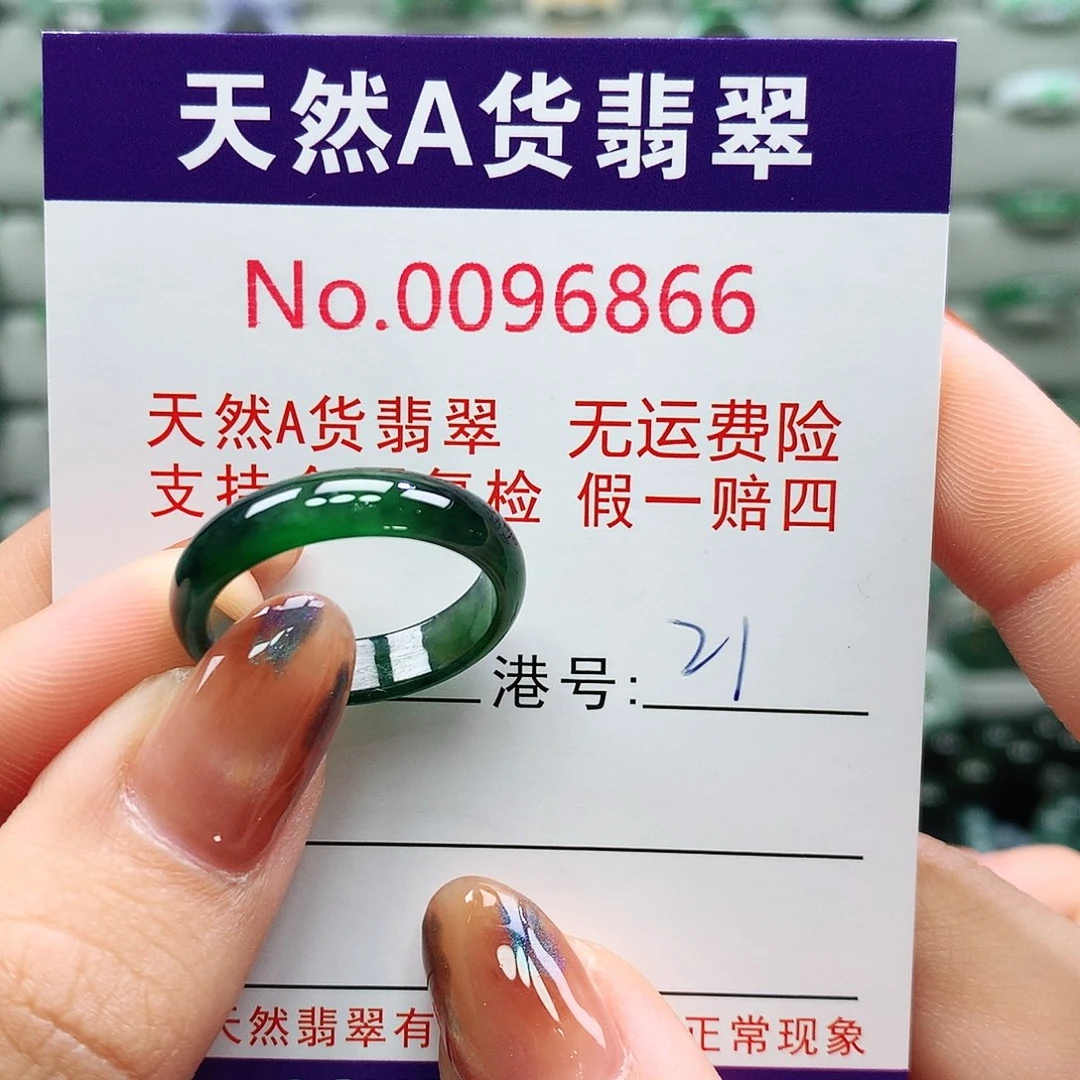 天然A货翡翠
No.0096866
天然A货翡翠 无运费险
支持 复检 假一赔四
港号: 21
天然翡翠有 正常现象